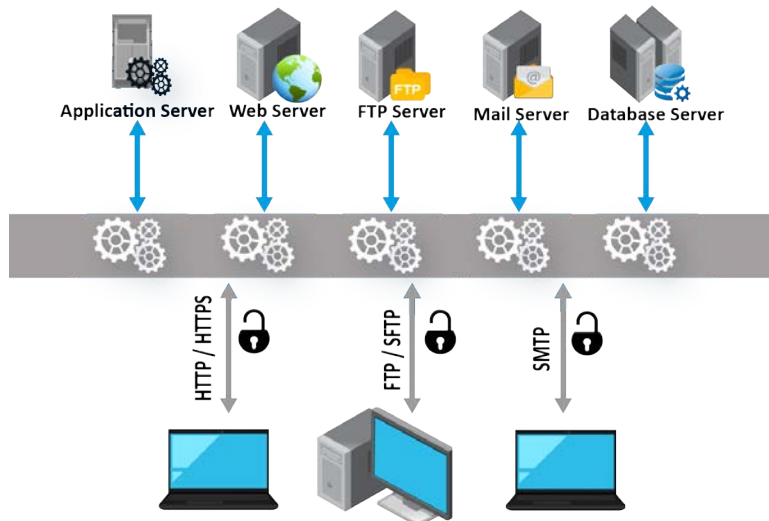 FTP
@
Application Server
Web Server
FTP Server
Mail Server
Database Server
HTTP / HTTPS
FTP / SFTP
SMTP